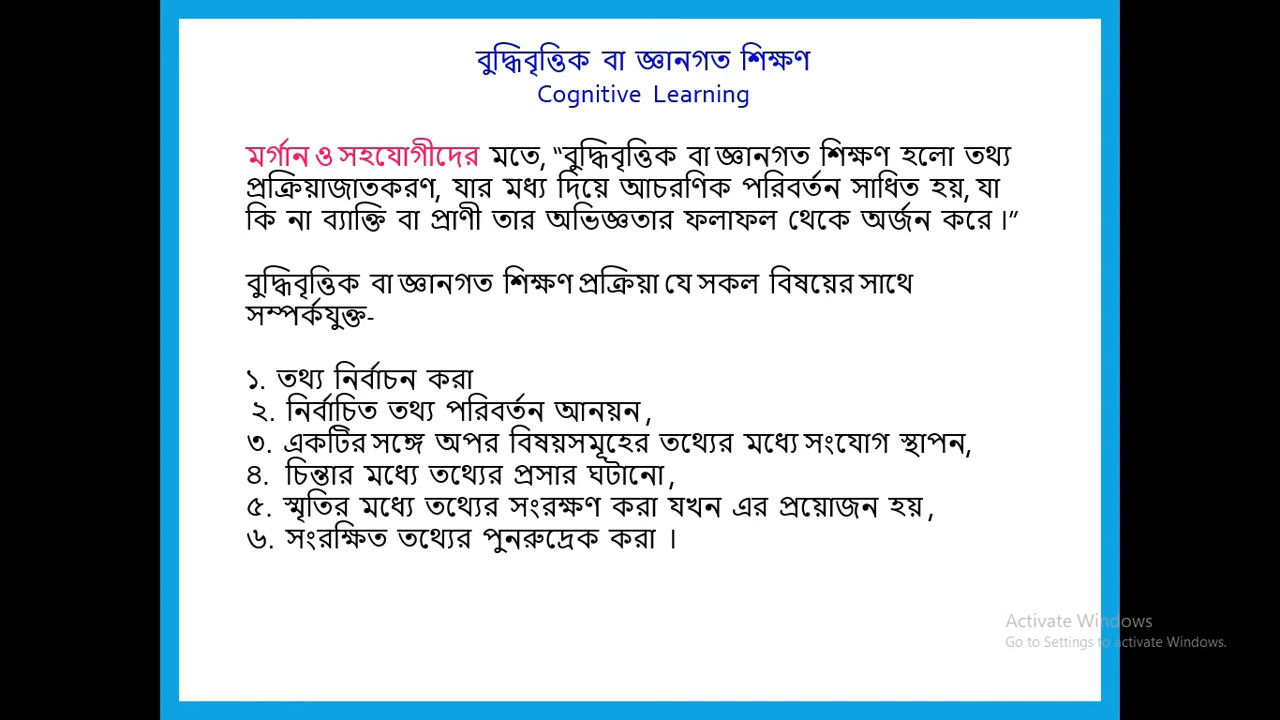 বুদ্ধিবৃত্তিক বা জ্ঞানগত শিক্ষণ
Cognitive Learning
মর্গান ও সহযোগীদের মতে, “বুদ্ধিবৃত্তিক বা জ্ঞানগত শিক্ষণ হলো তথ্য
প্রক্রিয়াজাতকরণ, যার মধ্য দিয়ে আচরণিক পরিবর্তন সাধিত হয়, যা
কি না ব্যাক্তি বা প্রাণী তার অভিজ্ঞতার ফলাফল থেকে অর্জন করে।”
বুদ্ধিবৃত্তিক বা জ্ঞানগত শিক্ষণ প্রক্রিয়া যে সকল বিষয়ের সাথে
সম্পর্কযুক্ত-
১. তথ্য নির্বাচন করা
২. নির্বাচিত তথ্য পরিবর্তন আনয়ন,
৩. একটির সঙ্গে অপর বিষয়সমূহের তথ্যের মধ্যে সংযোগ স্থাপন,
৪. চিন্তার মধ্যে তথ্যের প্রসার ঘটানো,
৫. স্মৃতির মধ্যে তথ্যের সংরক্ষণ করা যখন এর প্রয়োজন হয়,
৬. সংরক্ষিত তথ্যের পুনরুদ্রেক করা ।
Activate Windows
Go to Settings to activate Windows.